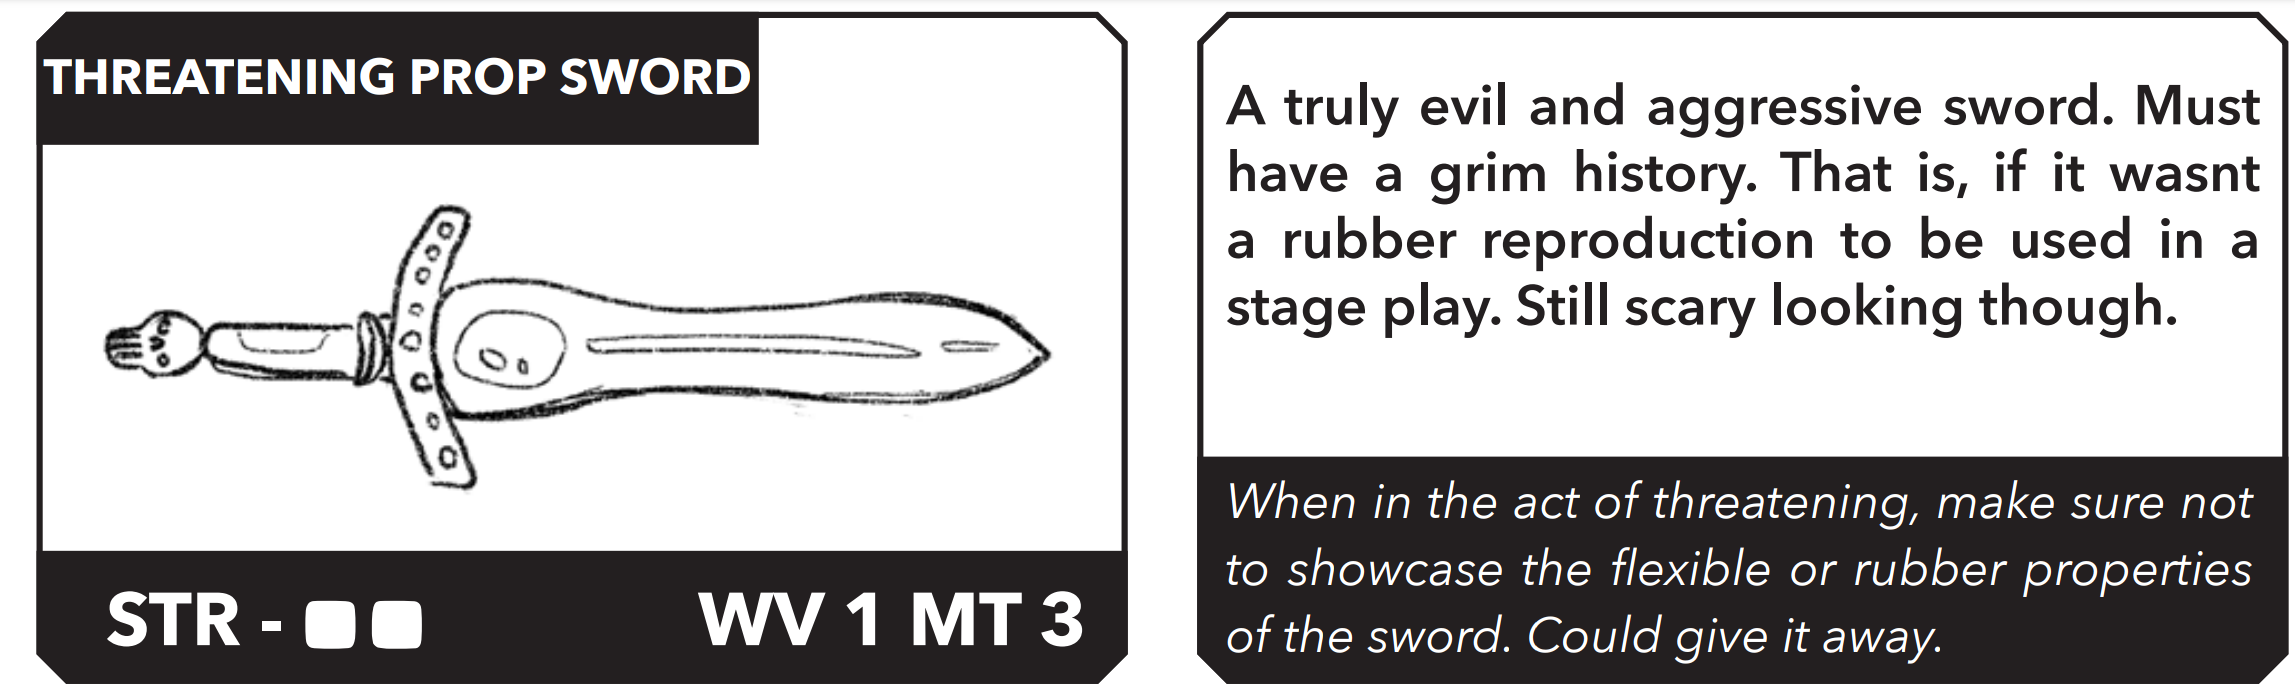 THREATENING PROP SWORD
STR -
WV 1 MT 3
A truly evil and aggressive sword. Must
have a grim history. That is, if it wasnt
a rubber reproduction to be used in a
stage play. Still scary looking though.
When in the act of threatening, make sure not
to showcase the flexible or rubber properties
of the sword. Could give it away.